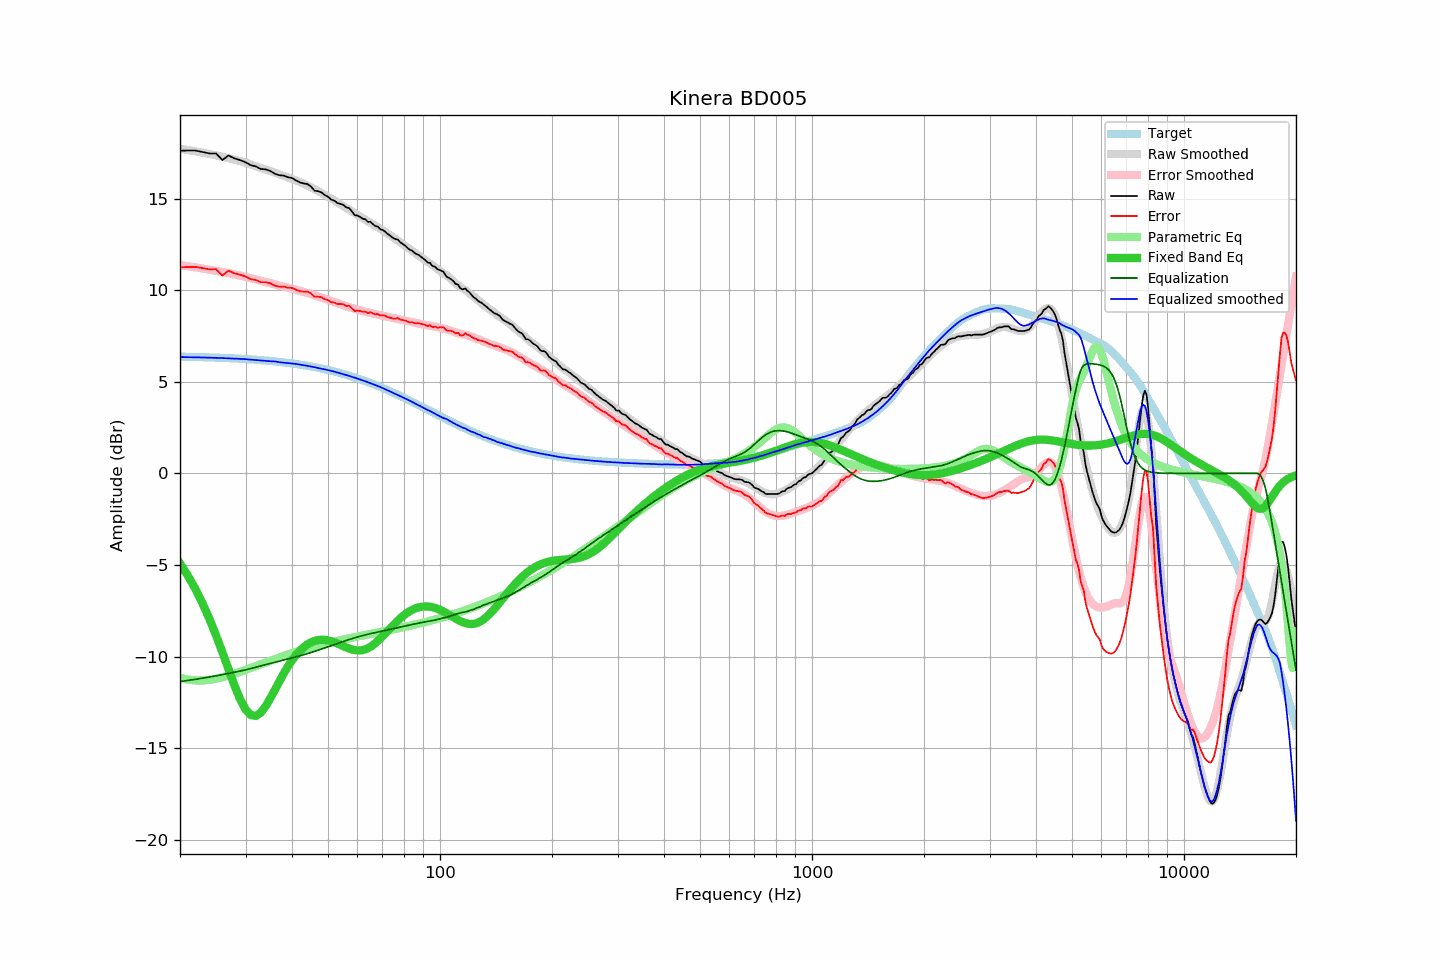 Kinera BD005
Target
Raw Smoothed
Error Smoothed
Raw
Error
Parametric Eq
Fixed Band Eq
Equalization
Equalized smoothed
15
10
5
0
−5
−10
−15
−20
Amplitude (dBr)
100
1000
10000
Frequency (Hz)